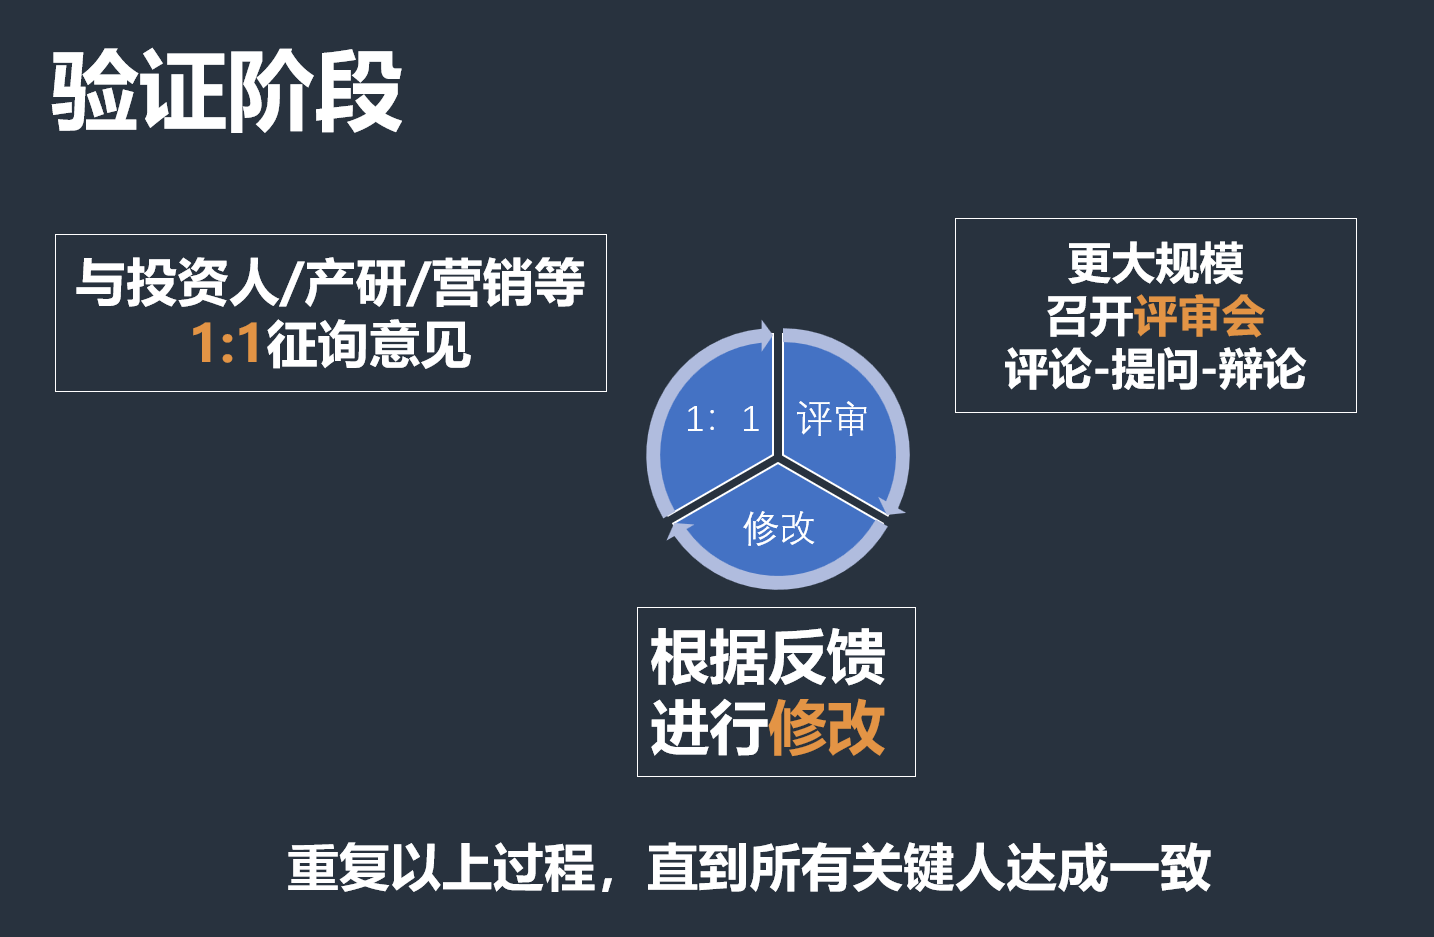 验证阶段
与投资人/产研/营销等
1:1征询意见
更大规模
召开评审会
评论-提问-辩论
1：1
评审
修改
根据反馈
进行修改
重复以上过程，直到所有关键人达成一致